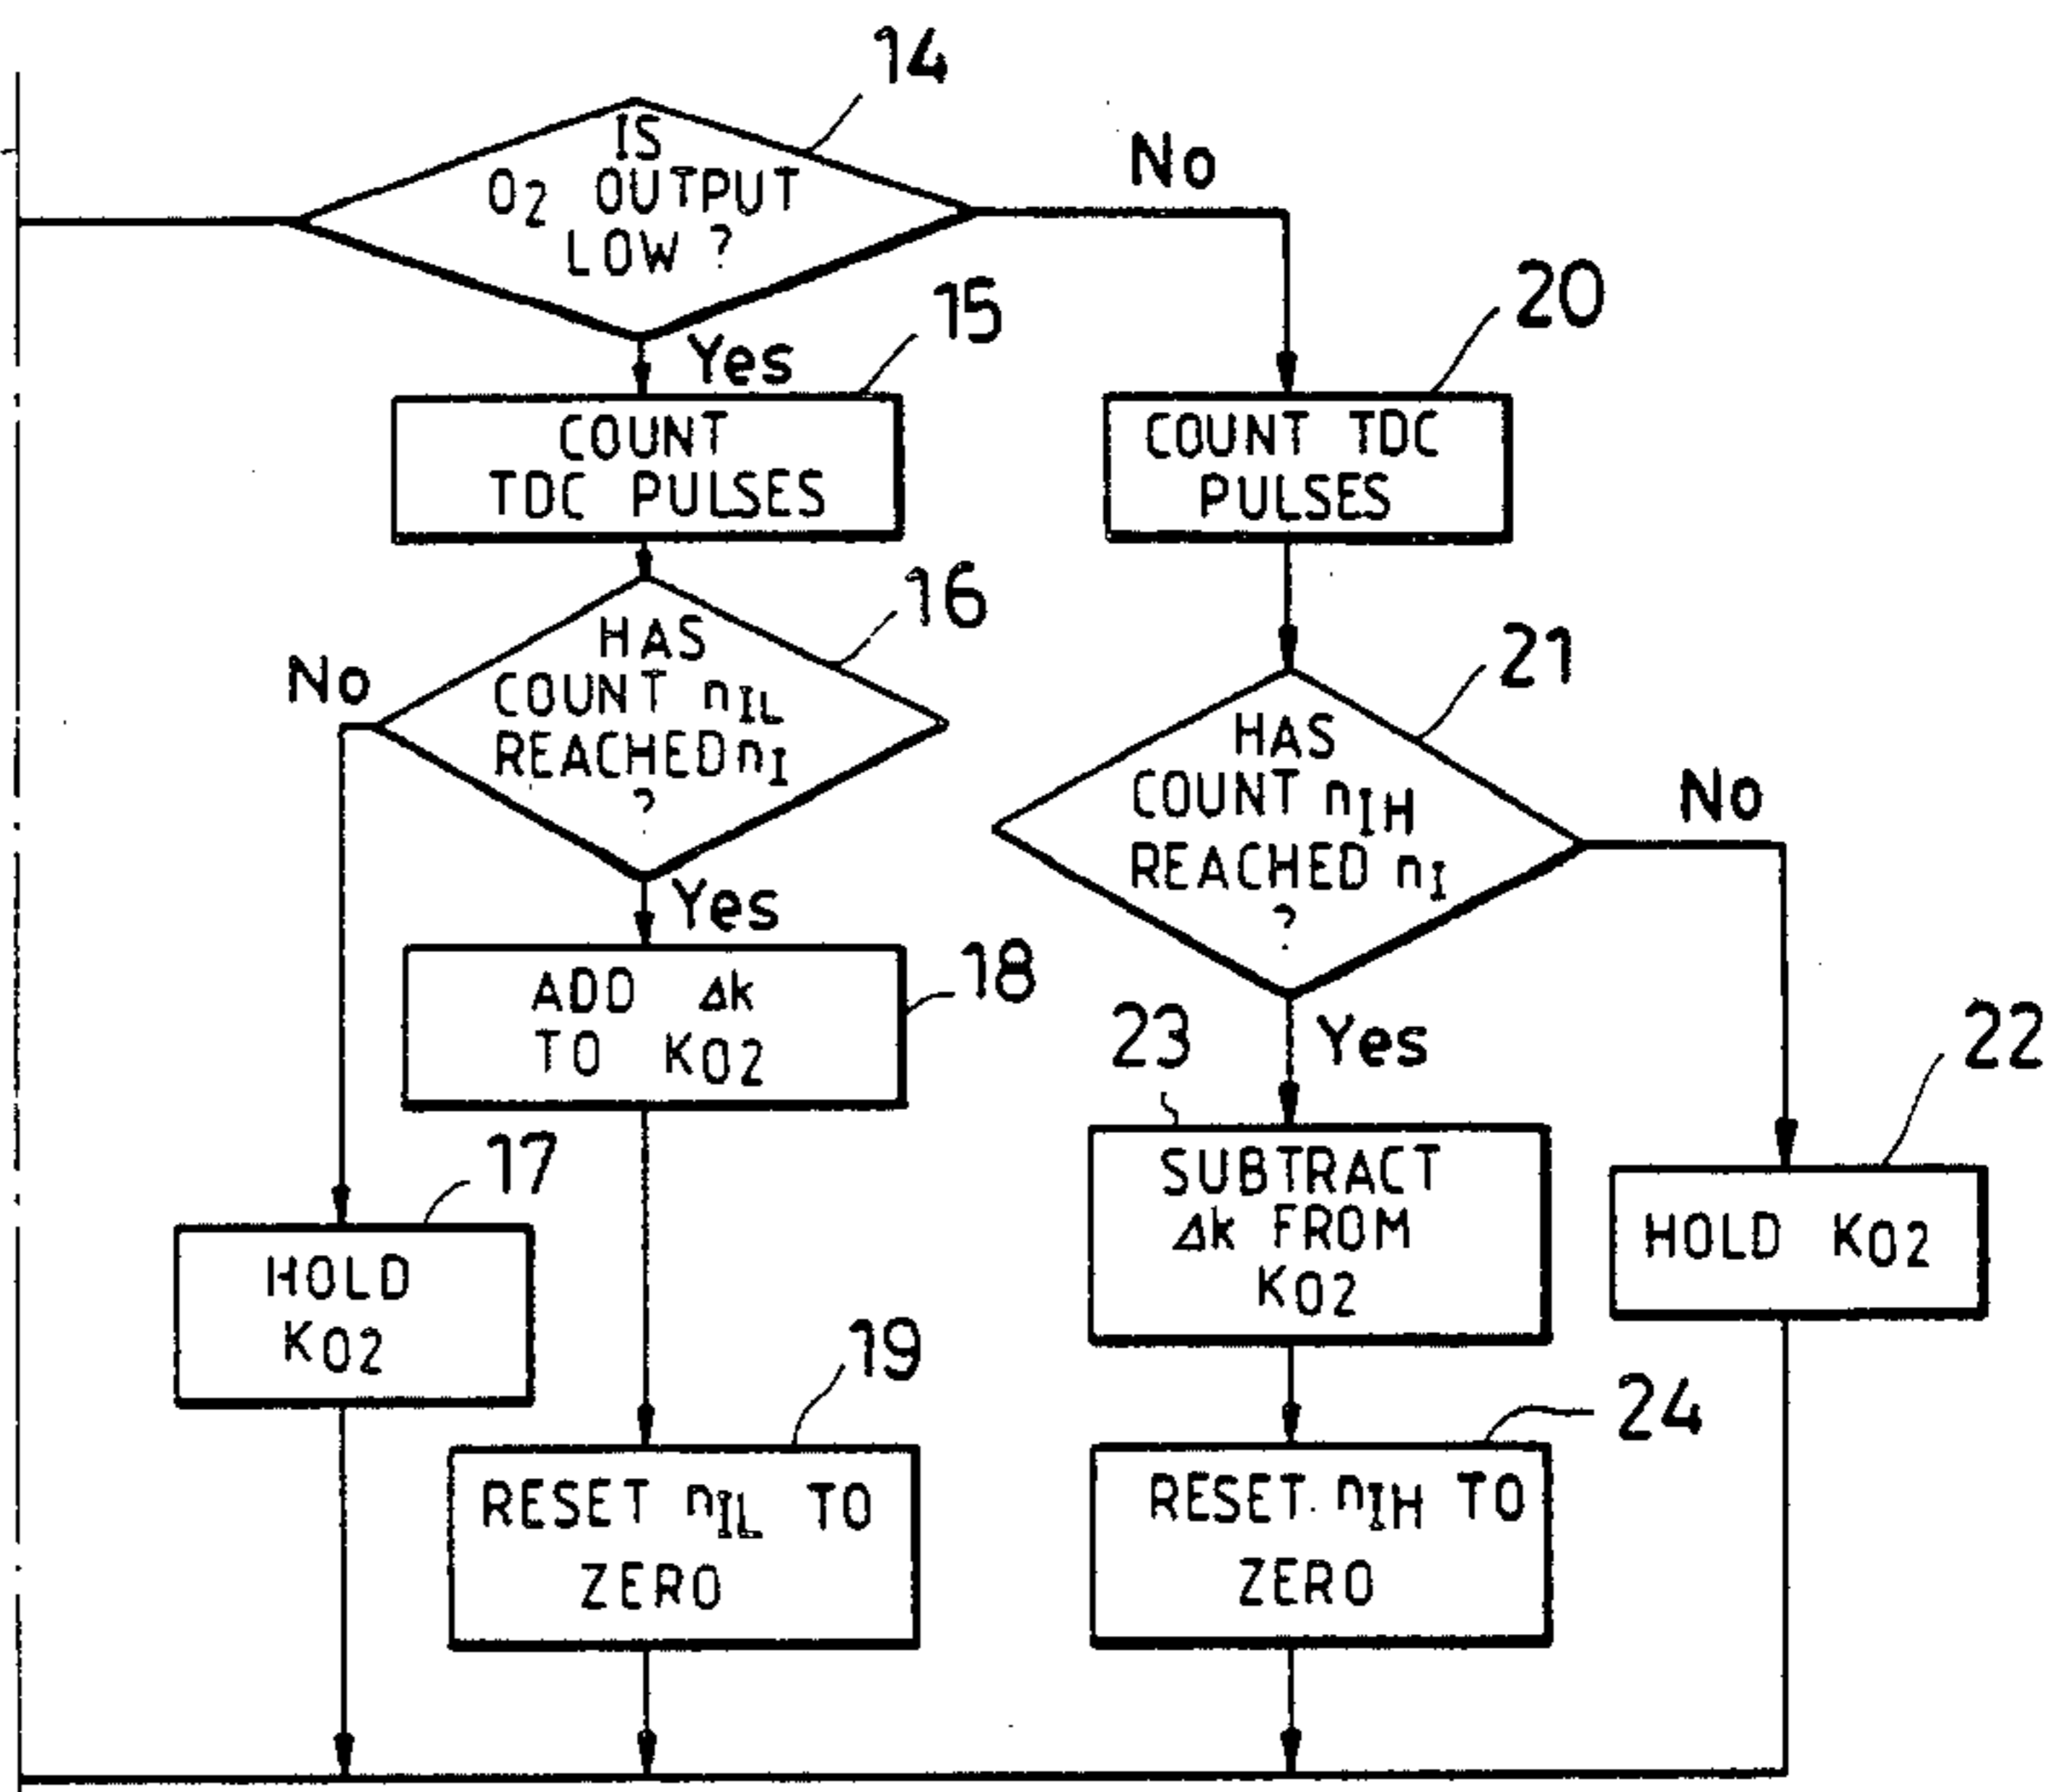 14
IS
O2 OUTPUT
LOW ?
No
Yes
15
COUNT
TDC PULSES
20
COUNT TDC
PULSES
16
HAS
COUNT nIL
REACHED nI
?
No
Yes
21
HAS
COUNT nIH
REACHED nI
?
No
Yes
18
ADD Δk
TO KO2
17
HOLD
KO2
23
SUBTRACT
Δk FROM
KO2
22
HOLD KO2
19
RESET nIL TO
ZERO
24
RESET nIH TO
ZERO